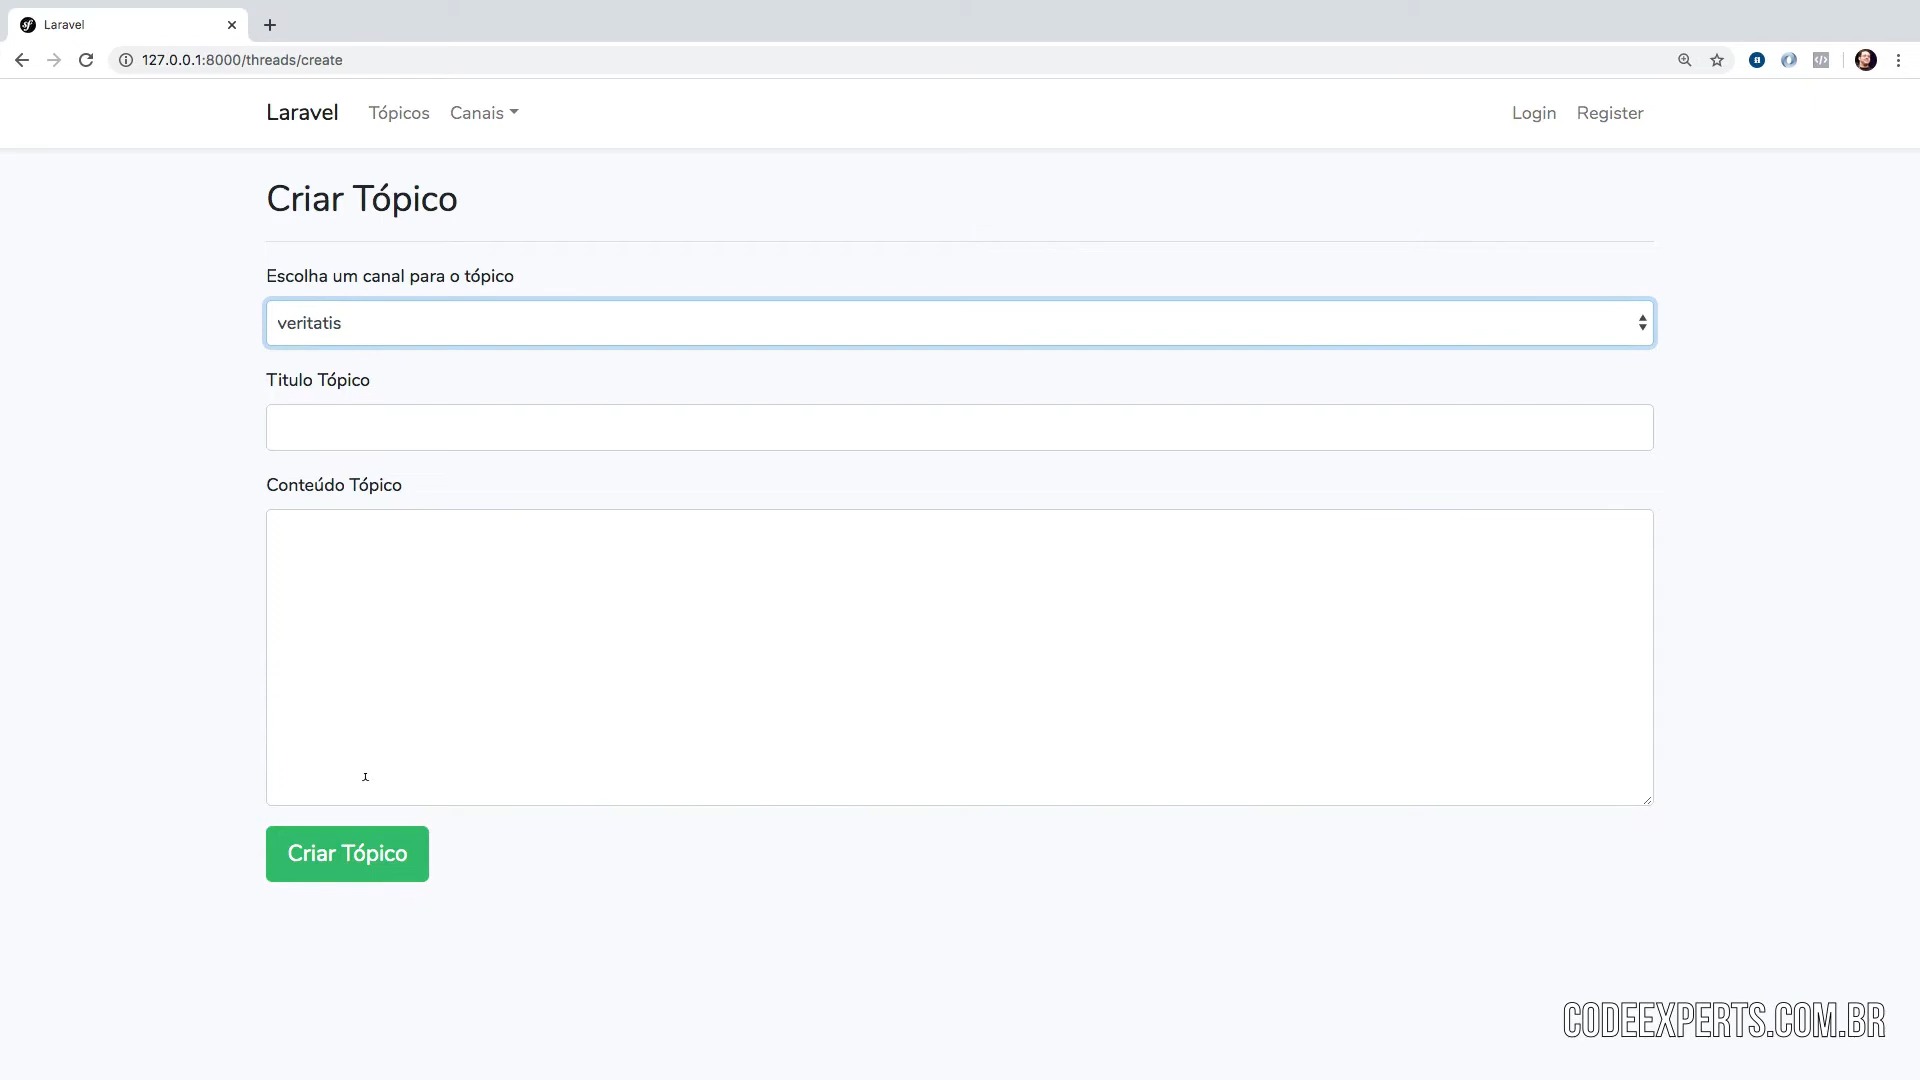 Laravel
127.0.0.1:8000/threads/create
Laravel Tópicos Canais Login Register
Criar Tópico
Escolha um canal para o tópico
veritatis
Titulo Tópico
Conteúdo Tópico
Criar Tópico
CODEEXPERTS.COM.BR